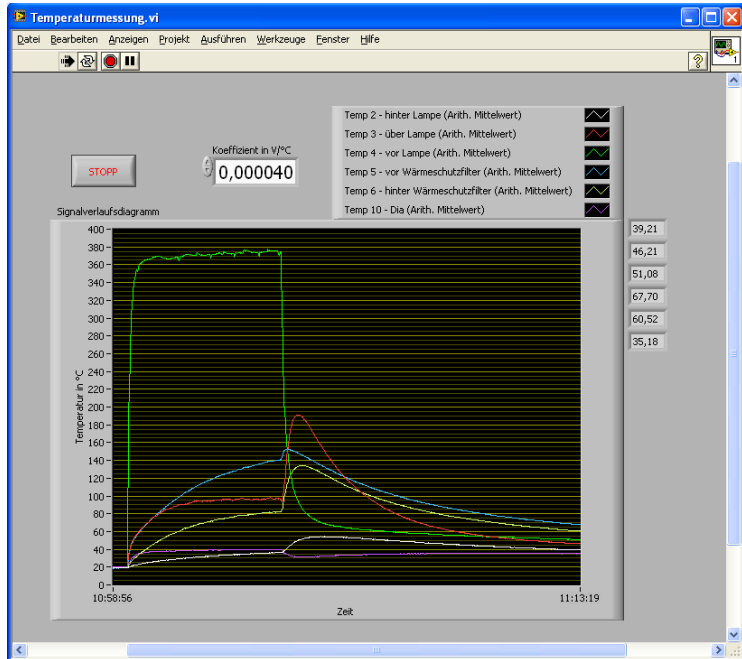 Temperaturmessung.vi
Datei Bearbeiten Anzeigen Projekt Ausführen Werkzeuge Fenster Hilfe
?
1
STOPP
Koeffizient in V/°C
0,000040
Temp 2 - hinter Lampe (Arith. Mittelwert)
Temp 3 - über Lampe (Arith. Mittelwert)
Temp 4 - vor Lampe (Arith. Mittelwert)
Temp 5 - vor Wärmeschutzfilter (Arith. Mittelwert)
Temp 6 - hinter Wärmeschutzfilter (Arith. Mittelwert)
Temp 10 - Dia (Arith. Mittelwert)
Signalverlaufsdiagramm
Temperatur in °C
400
380
360
340
320
300
280
260
240
220
200
180
160
140
120
100
80
60
40
20
0
10:58:56
11:13:19
Zeit
39,21
46,21
51,08
67,70
60,52
35,18